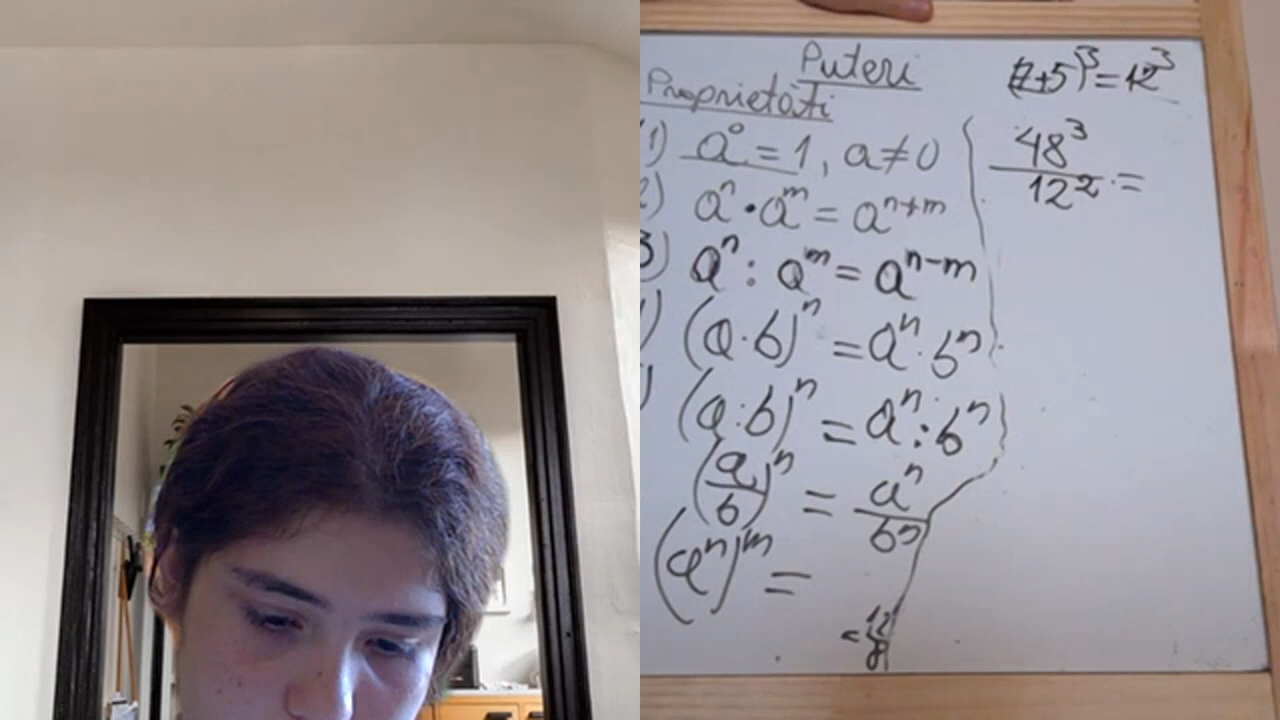 Puteri
Proprietăți
1) a⁰ = 1, a ≠ 0
2) aⁿ · aᵐ = aⁿ⁺ᵐ
3) aⁿ : aᵐ = aⁿ⁻ᵐ
) (a·b)ⁿ = aⁿ · bⁿ
) (a:b)ⁿ = aⁿ : bⁿ
(a/b)ⁿ = aⁿ/bⁿ
(aⁿ)ᵐ =
(7+5)³ = 12³
48³/12² =